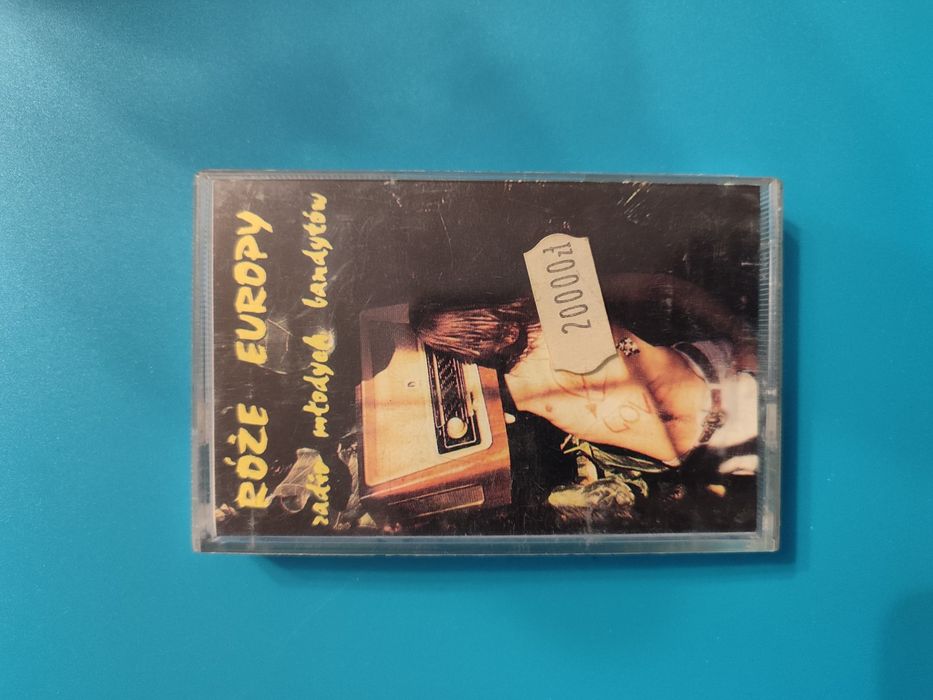 RÓŻE EUROPY
radio młodych bandytów
20000zł